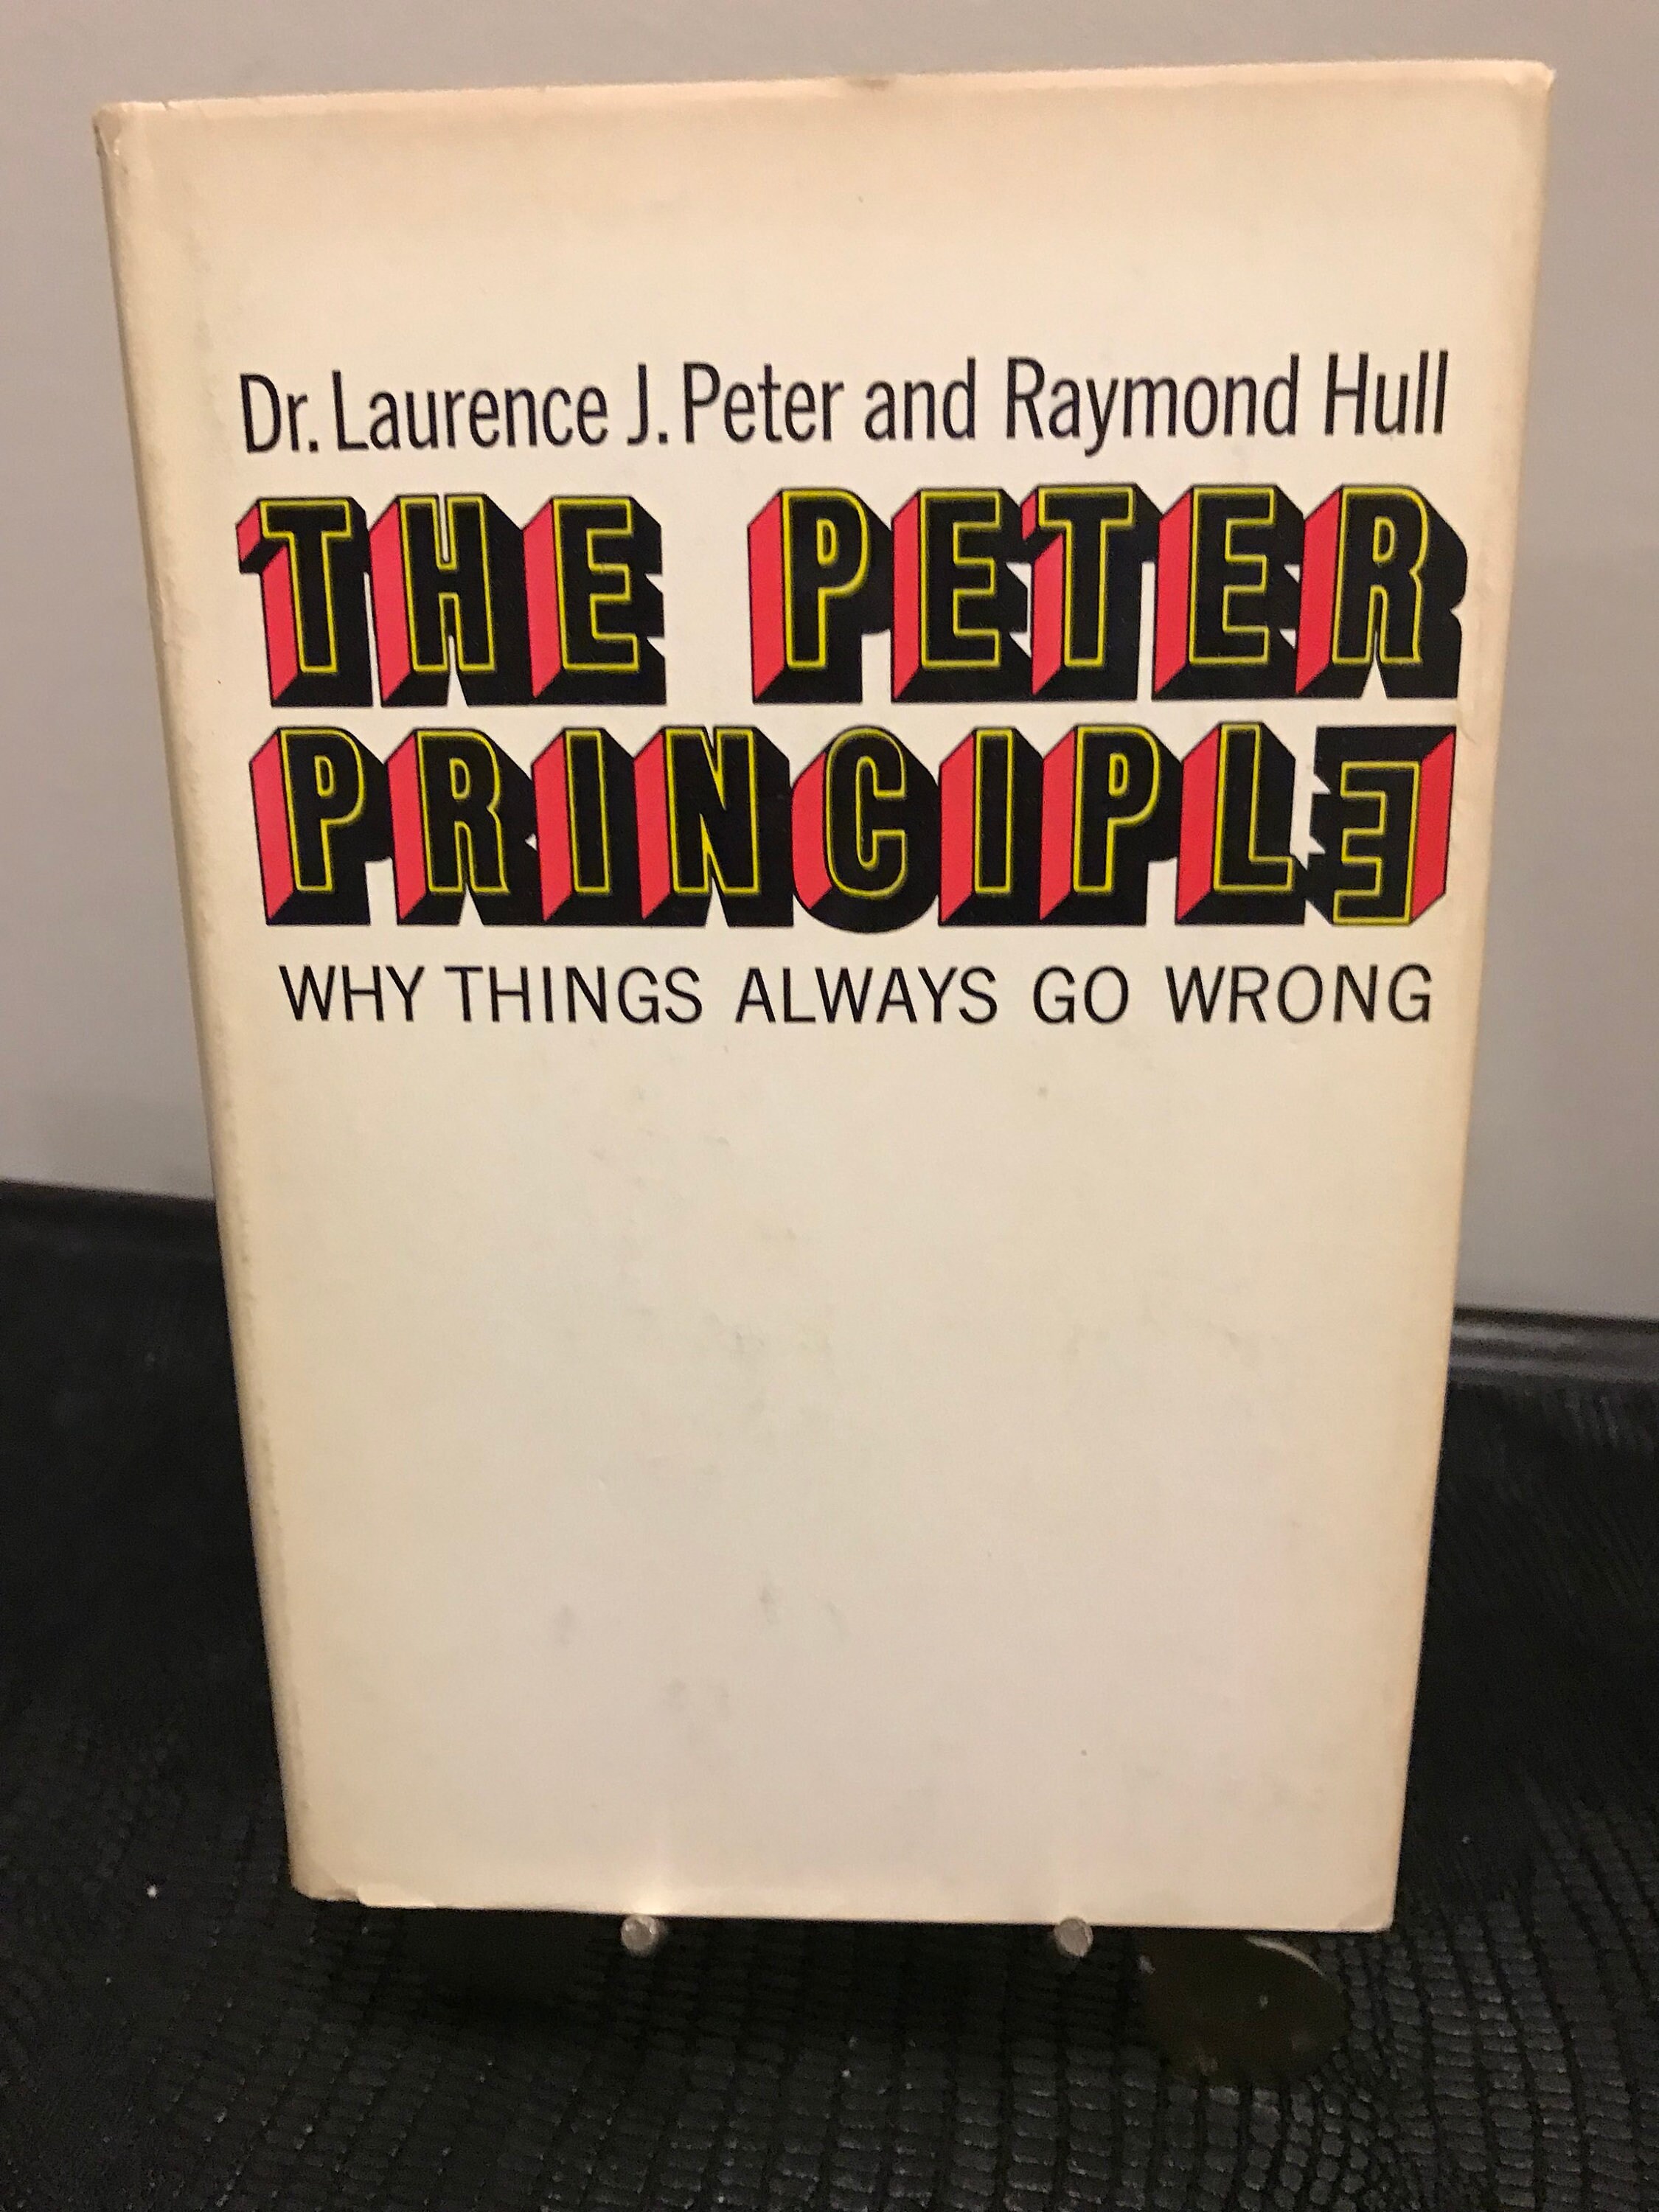 Dr. Laurence J. Peter and Raymond Hull
THE PETER
PRINCIPLE
WHY THINGS ALWAYS GO WRONG